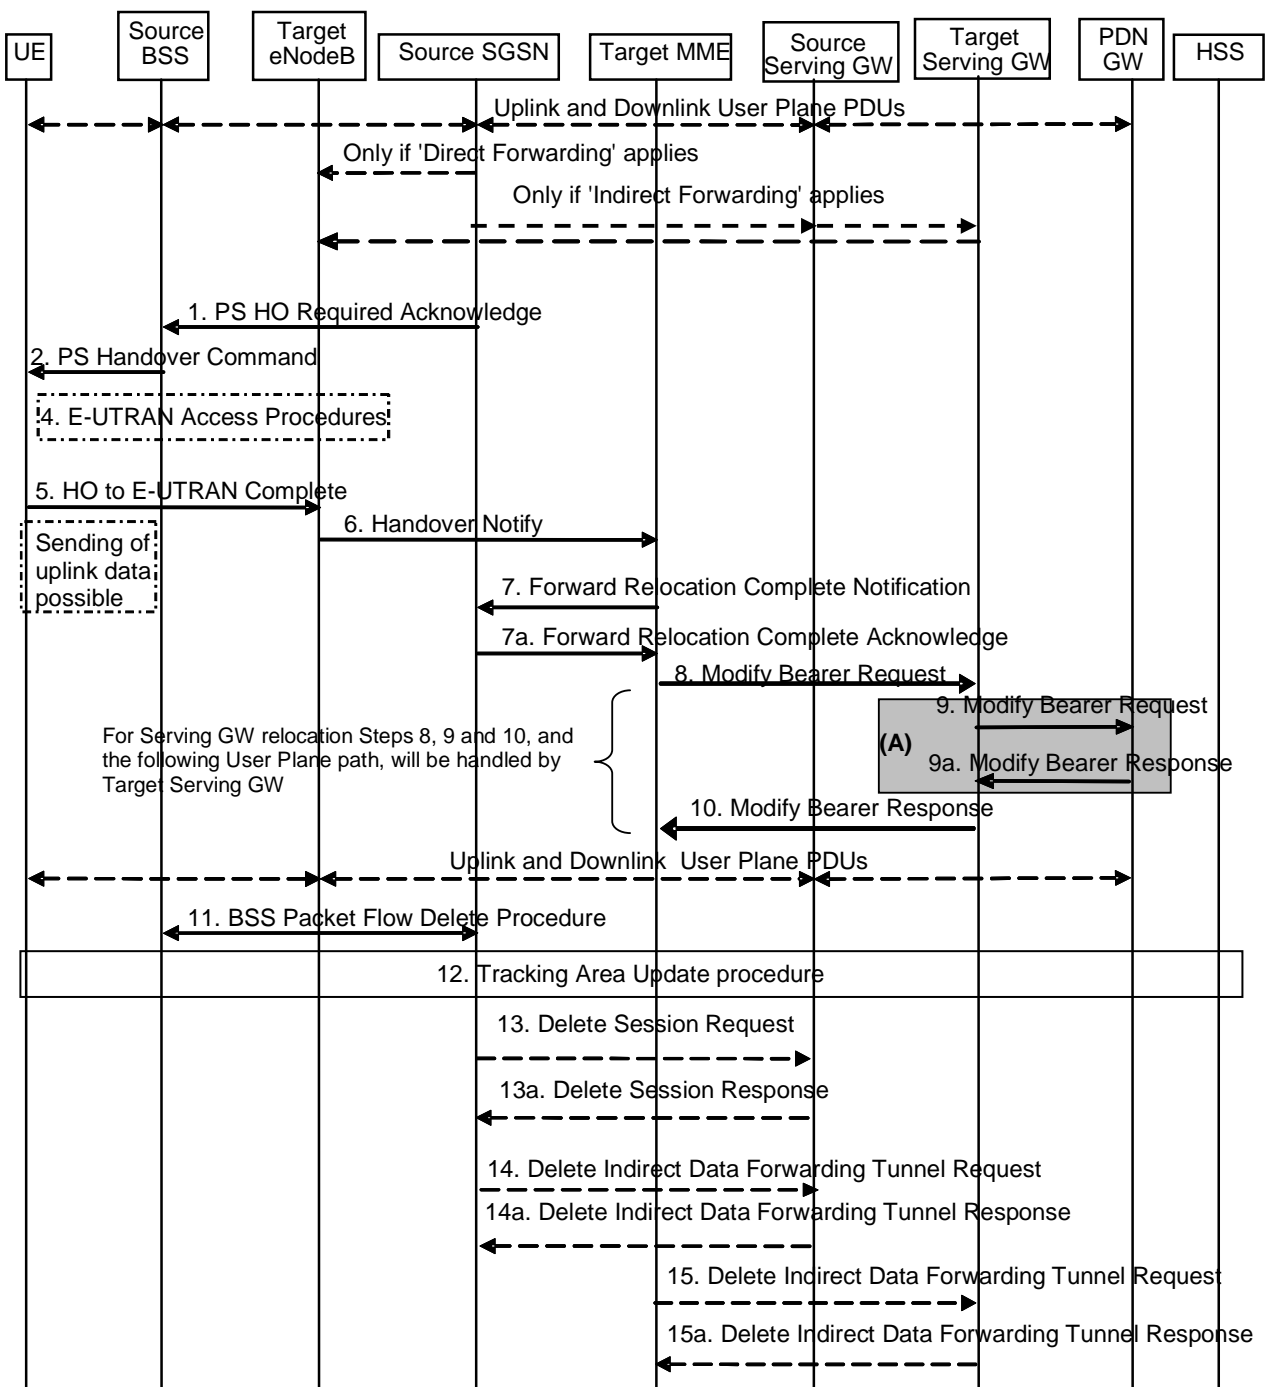 UE
Source
BSS
Target
eNodeB
Source SGSN
Target MME
Source
Serving GW
Target
Serving GW
PDN
GW
HSS
Uplink and Downlink User Plane PDUs
Only if 'Direct Forwarding' applies
Only if 'Indirect Forwarding' applies
1. PS HO Required Acknowledge
2. PS Handover Command
4. E-UTRAN Access Procedures
5. HO to E-UTRAN Complete
6. Handover Notify
Sending of
uplink data
possible
7. Forward Relocation Complete Notification
7a. Forward Relocation Complete Acknowledge
8. Modify Bearer Request
9. Modify Bearer Request
(A)
9a. Modify Bearer Response
For Serving GW relocation Steps 8, 9 and 10, and
the following User Plane path, will be handled by
Target Serving GW
10. Modify Bearer Response
Uplink and Downlink User Plane PDUs
11. BSS Packet Flow Delete Procedure
12. Tracking Area Update procedure
13. Delete Session Request
13a. Delete Session Response
14. Delete Indirect Data Forwarding Tunnel Request
14a. Delete Indirect Data Forwarding Tunnel Response
15. Delete Indirect Data Forwarding Tunnel Request
15a. Delete Indirect Data Forwarding Tunnel Response